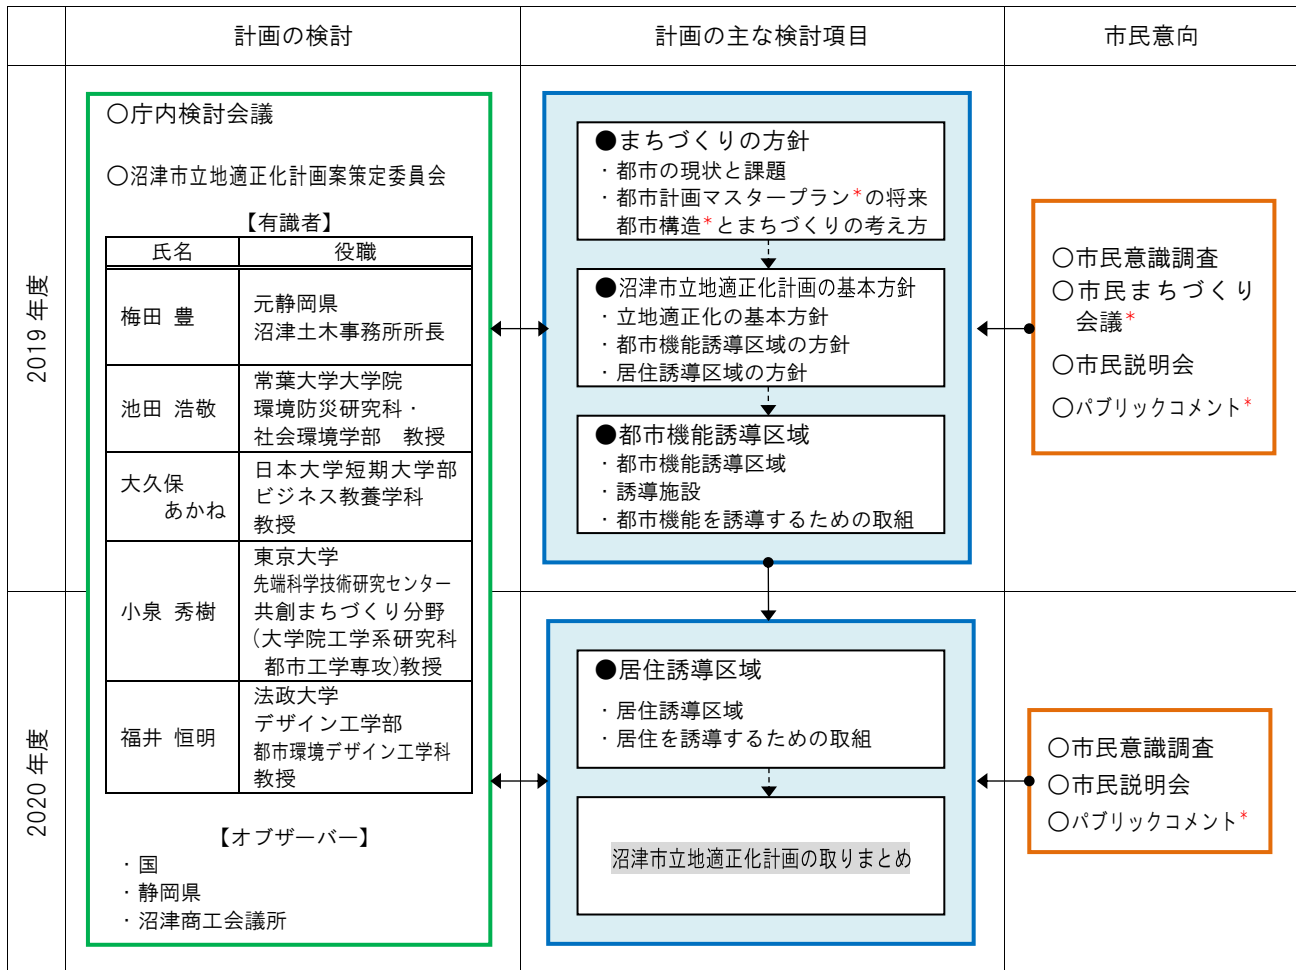 計画の検討
計画の主な検討項目
市民意向
2019 年度
〇庁内検討会議
〇沼津市立地適正化計画案策定委員会
【有識者】
氏名 役職
梅田 豊
元静岡県
沼津土木事務所所長
池田 浩敬
常葉大学大学院
環境防災研究科・
社会環境学部 教授
大久保
あかね
日本大学短期大学部
ビジネス教養学科
教授
小泉 秀樹
東京大学
先端科学技術研究センター
共創まちづくり分野
(大学院工学系研究科
都市工学専攻)教授
福井 恒明
法政大学
デザイン工学部
都市環境デザイン工学科
教授
【オブザーバー】
・国
・静岡県
・沼津商工会議所
●まちづくりの方針
・都市の現状と課題
・都市計画マスタープラン*の将来
都市構造*とまちづくりの考え方
●沼津市立地適正化計画の基本方針
・立地適正化の基本方針
・都市機能誘導区域の方針
・居住誘導区域の方針
●都市機能誘導区域
・都市機能誘導区域
・誘導施設
・都市機能を誘導するための取組
〇市民意識調査
〇市民まちづくり
会議*
〇市民説明会
〇パブリックコメント*
2020 年度
●居住誘導区域
・居住誘導区域
・居住を誘導するための取組
沼津市立地適正化計画の取りまとめ
〇市民意識調査
〇市民説明会
〇パブリックコメント*